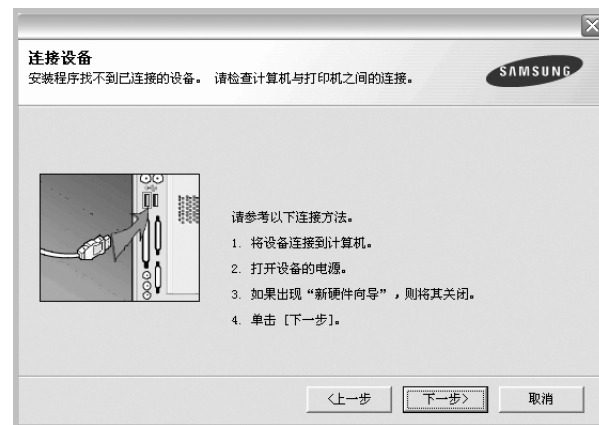 连接设备
安装程序找不到已连接的设备。 请检查计算机与打印机之间的连接。
SAMSUNG
请参考以下连接方法。
1. 将设备连接到计算机。
2. 打开设备的电源。
3. 如果出现“新硬件向导”，则将其关闭。
4. 单击 [下一步]。
<上一步
下一步>
取消